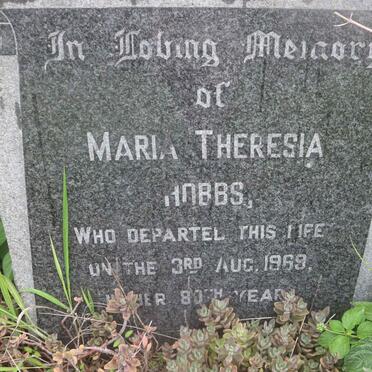 In Loving Memory
of
MARIA THERESIA
HOBBS,
WHO DEPARTED THIS LIFE
ON THE 3RD AUG. 1969,
IN HER 80TH YEAR.